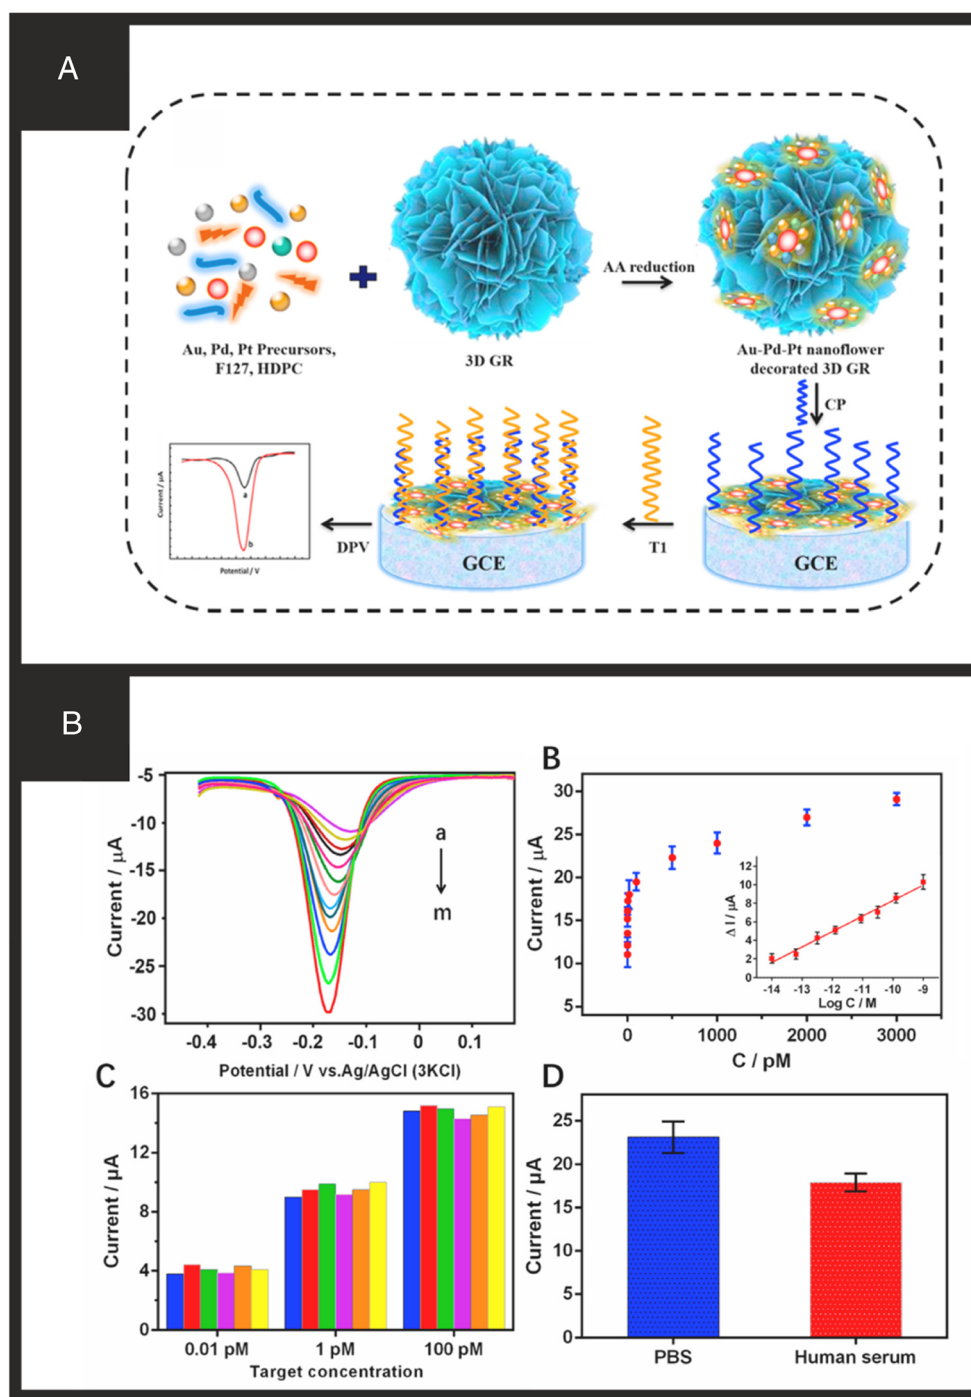 A
AA reduction
Au, Pd, Pt Precursors,
F127, HDPC
3D GR
Au-Pd-Pt nanoflower
decorated 3D GR
CP
Current / μA
a
b
Potential / V
DPV
GCE
T1
GCE
B
-5
-10
-15
-20
-25
-30
Current / μA
a
m
-0.4
-0.3
-0.2
-0.1
0
0.1
Potential / V vs.Ag/AgCl (3KCl)
B
30
25
20
15
10
5
Current / μA
0
1000
2000
3000
C / pM
12
10
8
6
4
2
0
Δ I / μA
-14
-13
-12
-11
-10
-9
Log C / M
C
16
12
8
4
0
Current / μA
0.01 pM
1 pM
100 pM
Target concentration
D
25
20
15
10
5
0
Current / μA
PBS
Human serum